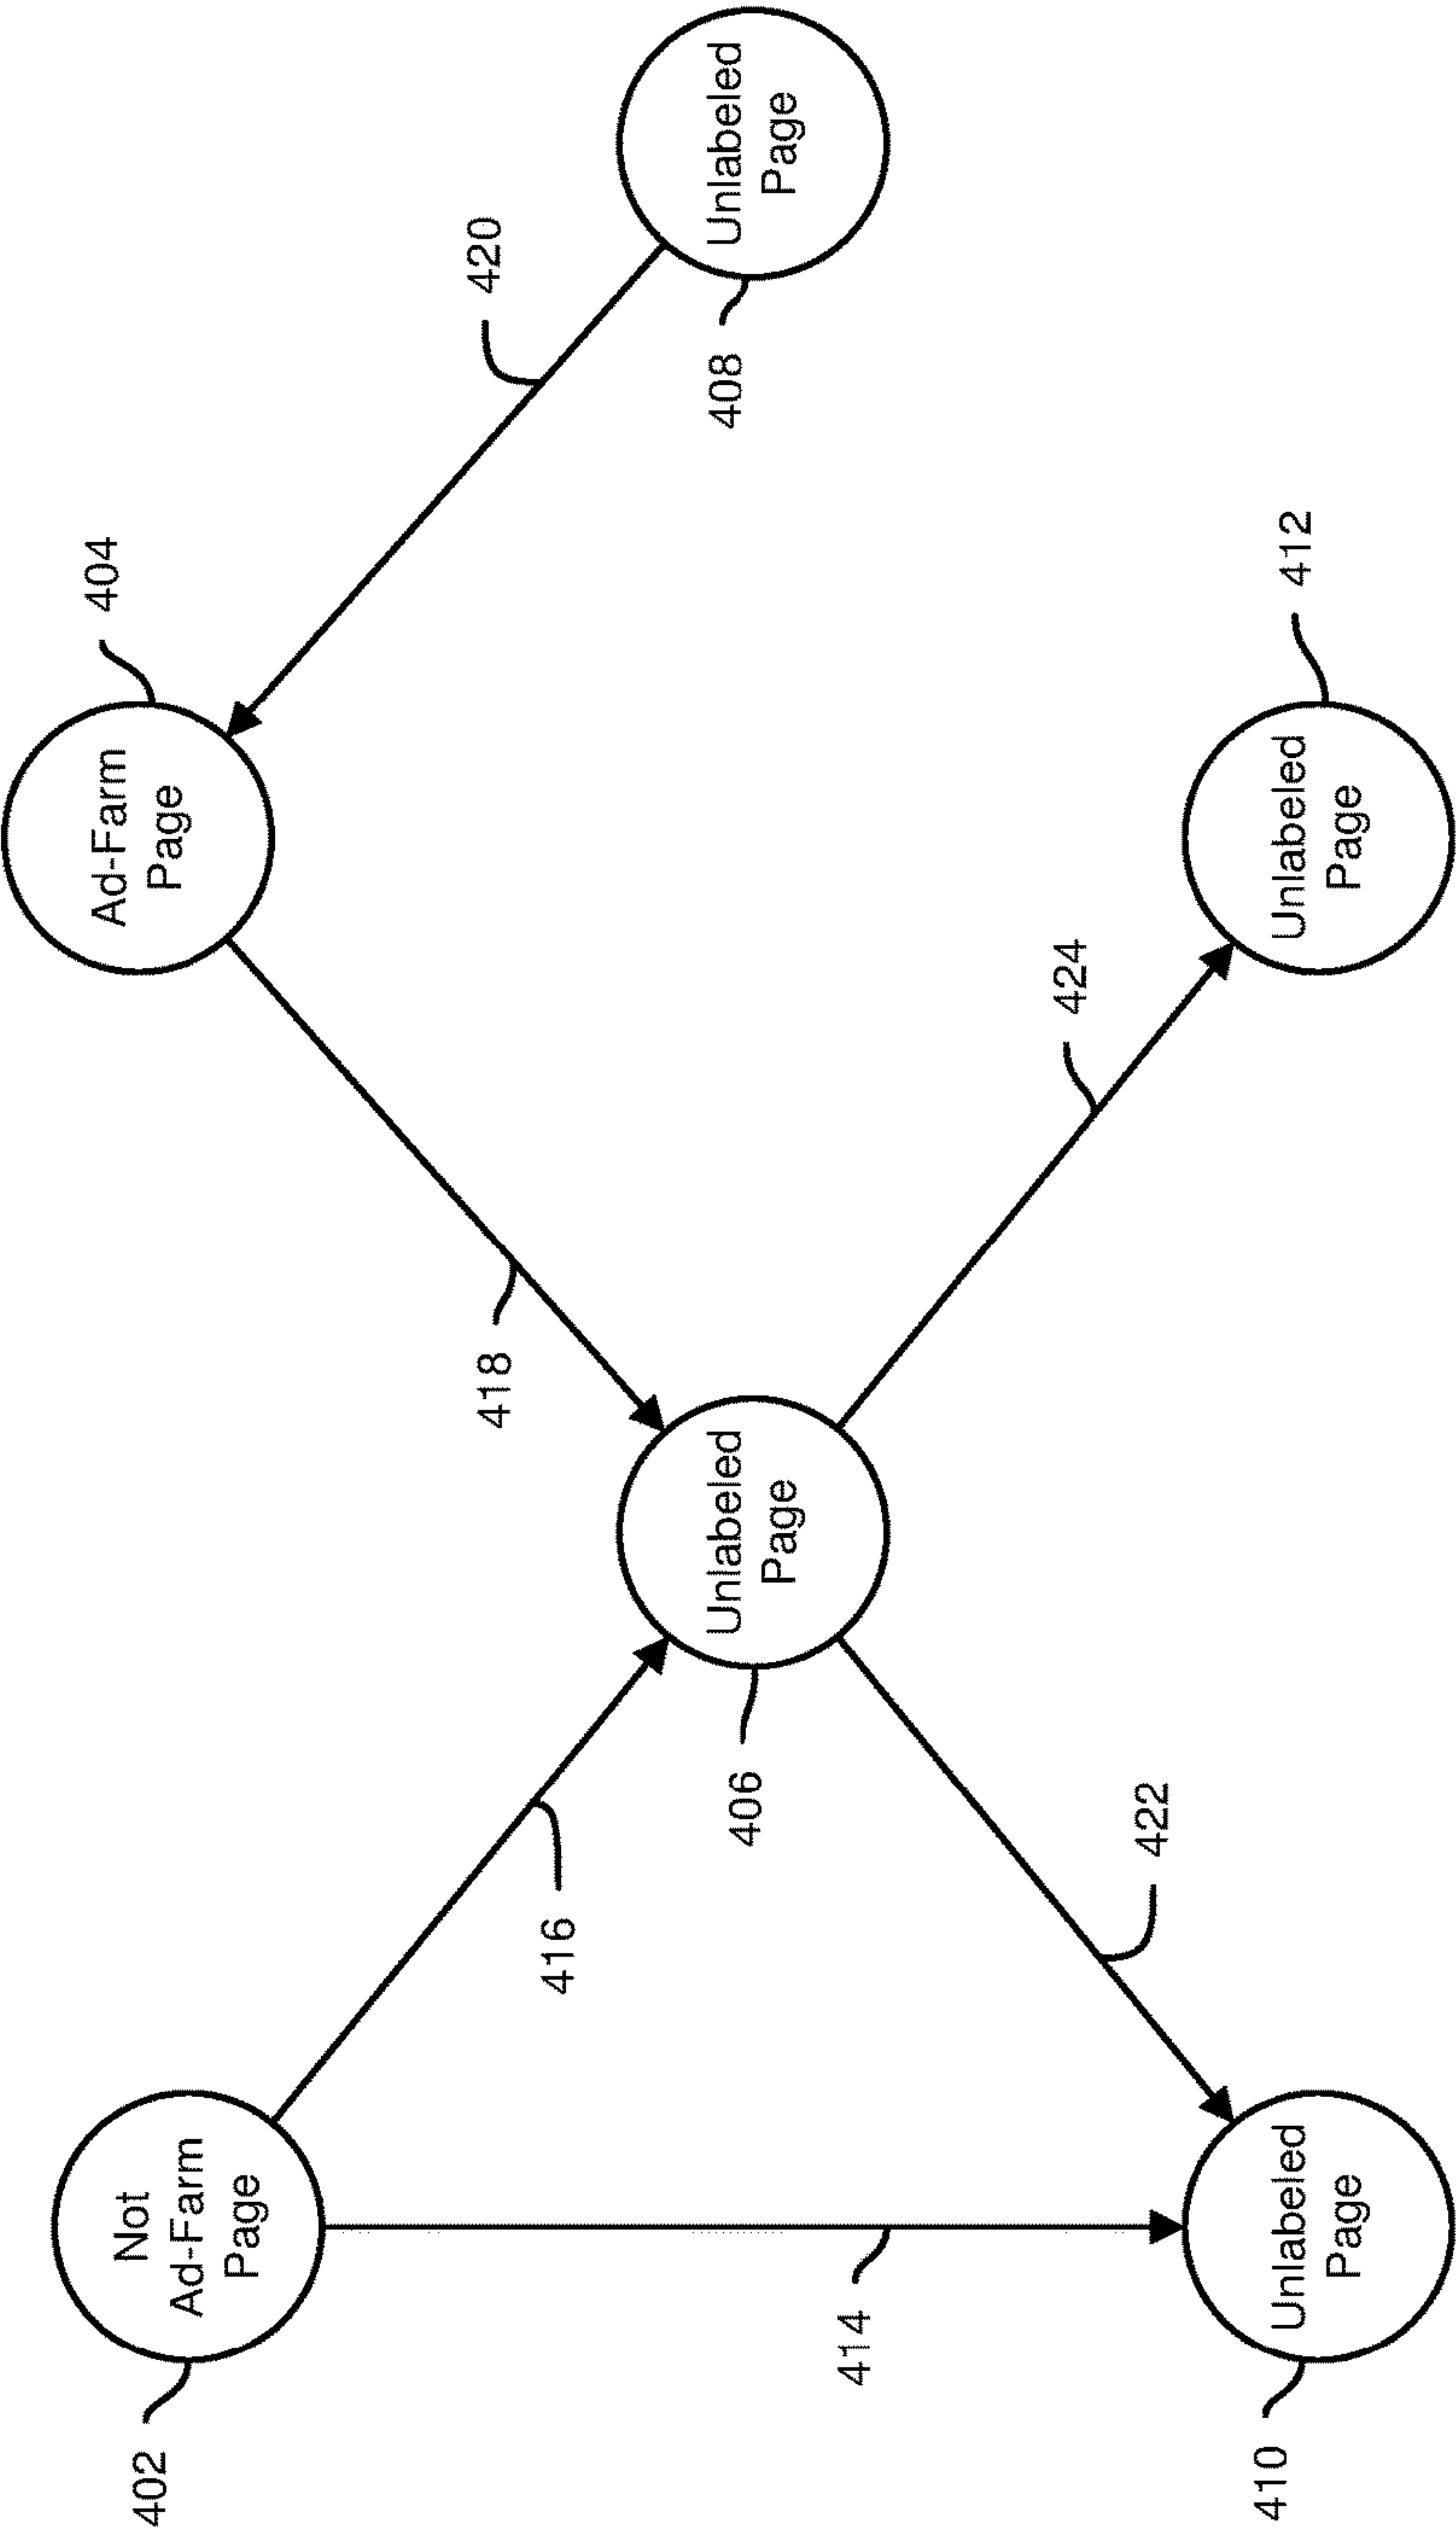 402
Not
Ad-Farm
Page
404
Ad-Farm
Page
416
418
420
406
Unlabeled
Page
408
Unlabeled
Page
414
422
424
410
Unlabeled
Page
412
Unlabeled
Page